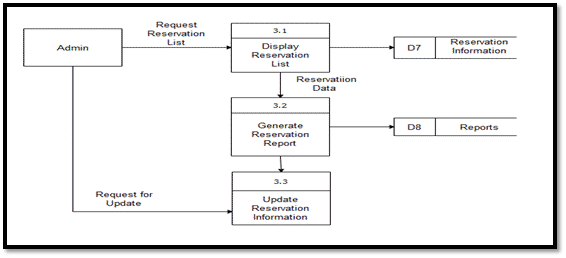 Admin
Request
Reservation
List
3.1
Display
Reservation
List
D7
Reservation
Information
Reservatiion
Data
3.2
Generate
Reservation
Report
D8
Reports
3.3
Update
Reservation
Information
Request for
Update